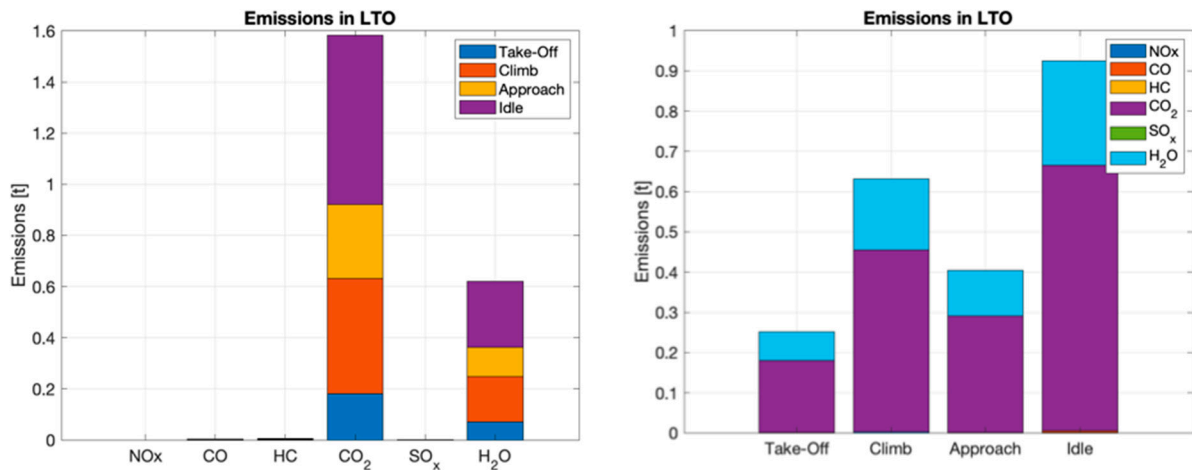 Emissions in LTO
1.6
1.4
1.2
1
0.8
0.6
0.4
0.2
0
Emissions [t]
Take-Off
Climb
Approach
Idle
NOx
CO
HC
CO₂
SOₓ
H₂O
Emissions in LTO
1
0.9
0.8
0.7
0.6
0.5
0.4
0.3
0.2
0.1
0
Emissions [t]
NOx
CO
HC
CO₂
SOₓ
H₂O
Take-Off
Climb
Approach
Idle